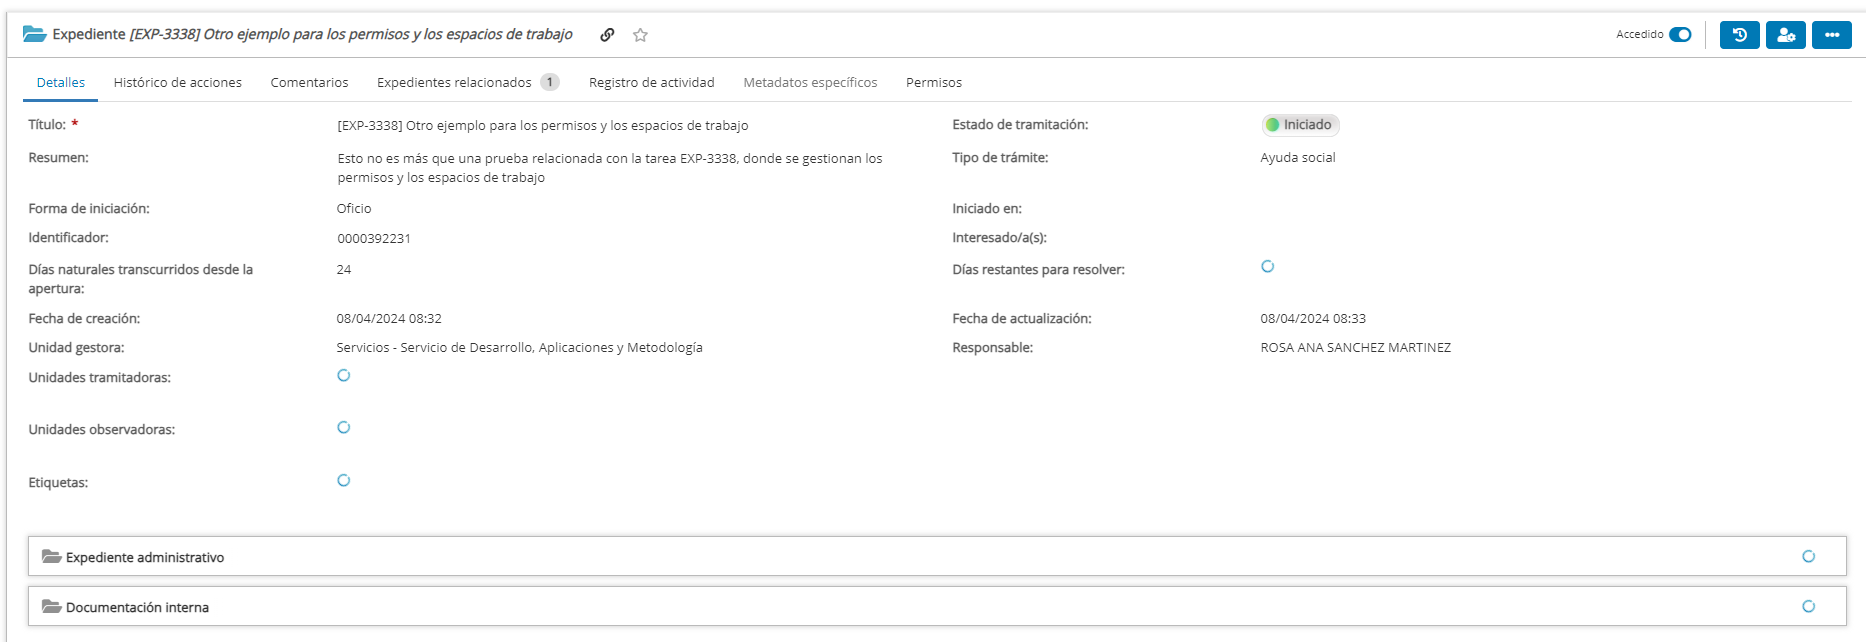 Expediente [EXP-3338] Otro ejemplo para los permisos y los espacios de trabajo
Accedido
Detalles Histórico de acciones Comentarios Expedientes relacionados 1 Registro de actividad Metadatos específicos Permisos
Título: * [EXP-3338] Otro ejemplo para los permisos y los espacios de trabajo Estado de tramitación: Iniciado
Resumen: Esto no es más que una prueba relacionada con la tarea EXP-3338, donde se gestionan los Tipo de trámite: Ayuda social
permisos y los espacios de trabajo
Forma de iniciación: Oficio Iniciado en:
Identificador: 0000392231 Interesado/a(s):
Días naturales transcurridos desde la 24 Días restantes para resolver:
apertura:
Fecha de creación: 08/04/2024 08:32 Fecha de actualización: 08/04/2024 08:33
Unidad gestora: Servicios - Servicio de Desarrollo, Aplicaciones y Metodología Responsable: ROSA ANA SANCHEZ MARTINEZ
Unidades tramitadoras:
Unidades observadoras:
Etiquetas:
Expediente administrativo
Documentación interna